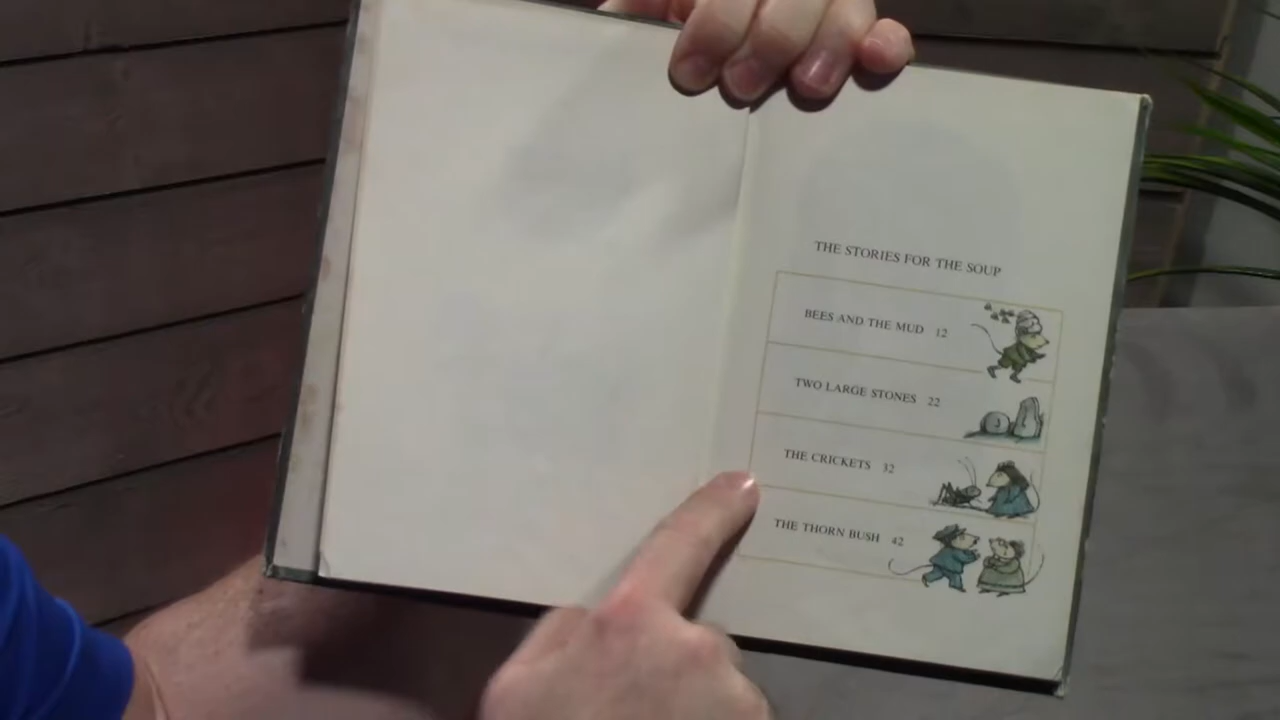 THE STORIES FOR THE SOUP
BEES AND THE MUD 12
TWO LARGE STONES 22
THE CRICKETS 32
THE THORN BUSH 42